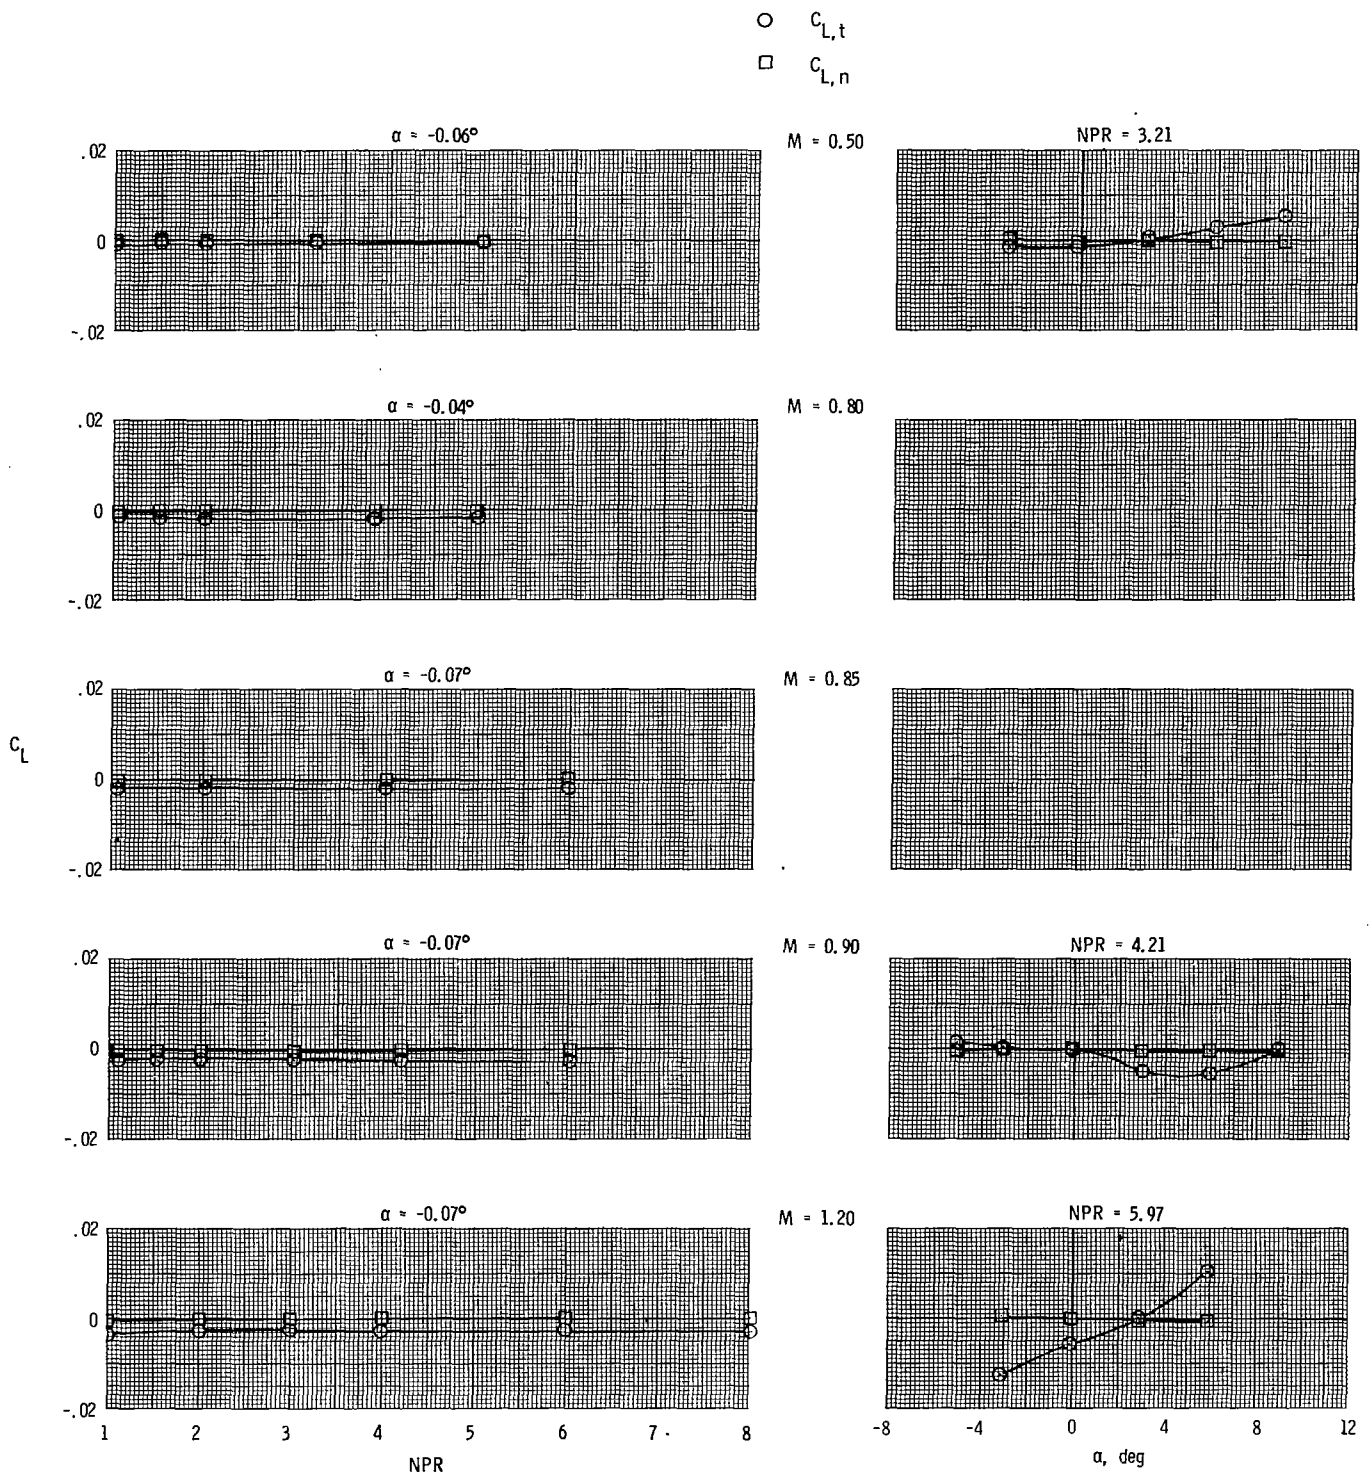 C_L,t
C_L,n
α = -0.06°
M = 0.50
NPR = 3.21
.02
0
-.02
α = -0.04°
M = 0.80
.02
0
-.02
α = -0.07°
M = 0.85
.02
C_L
0
-.02
α = -0.07°
M = 0.90
NPR = 4.21
.02
0
-.02
α = -0.07°
M = 1.20
NPR = 5.97
.02
0
-.02
1 2 3 4 5 6 7 8
-8 -4 0 4 8 12
NPR
α, deg